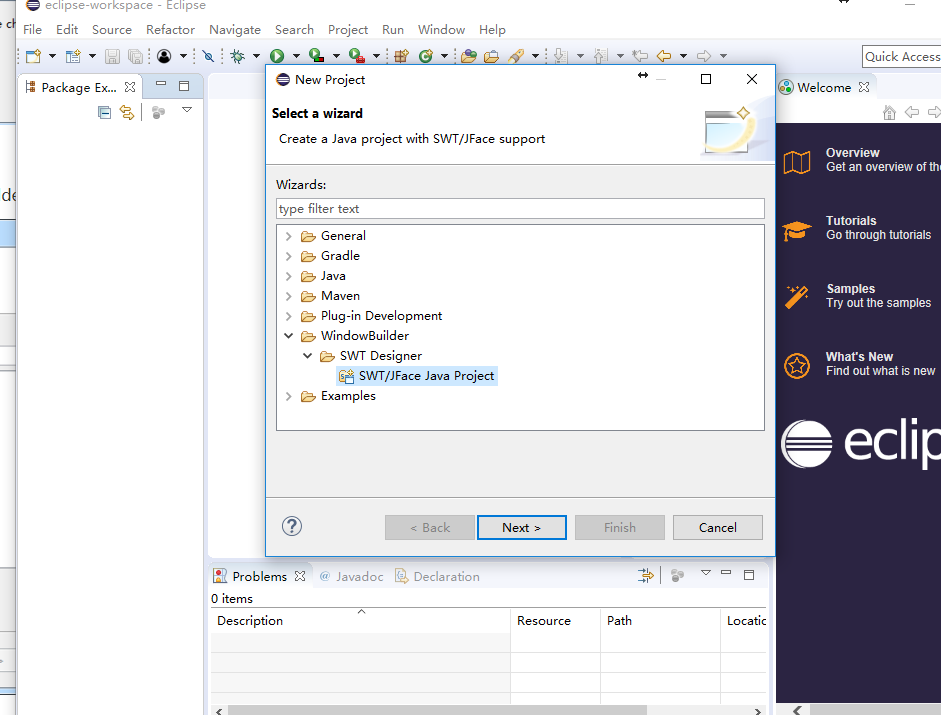 eclipse-workspace - Eclipse
File Edit Source Refactor Navigate Search Project Run Window Help
Quick Access
Package Ex...
Welcome
New Project
Select a wizard
Create a Java project with SWT/JFace support
Wizards:
type filter text
General
Gradle
Java
Maven
Plug-in Development
WindowBuilder
SWT Designer
SWT/JFace Java Project
Examples
< Back
Next >
Finish
Cancel
Overview
Get an overview of the
Tutorials
Go through tutorials
Samples
Try out the samples
What's New
Find out what is new
eclip
Problems @ Javadoc Declaration
0 items
Description Resource Path Locatic